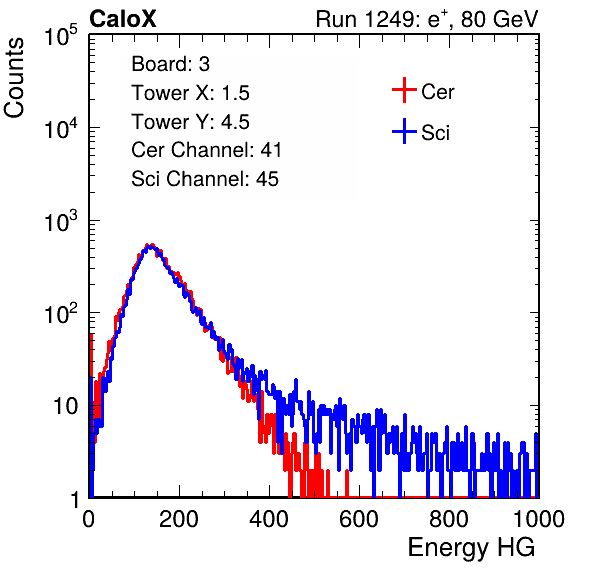 CaloX Run 1249: e⁺, 80 GeV
Counts
Board: 3
Tower X: 1.5
Tower Y: 4.5
Cer Channel: 41
Sci Channel: 45
Cer
Sci
10⁵
10⁴
10³
10²
10
1
0 200 400 600 800 1000
Energy HG